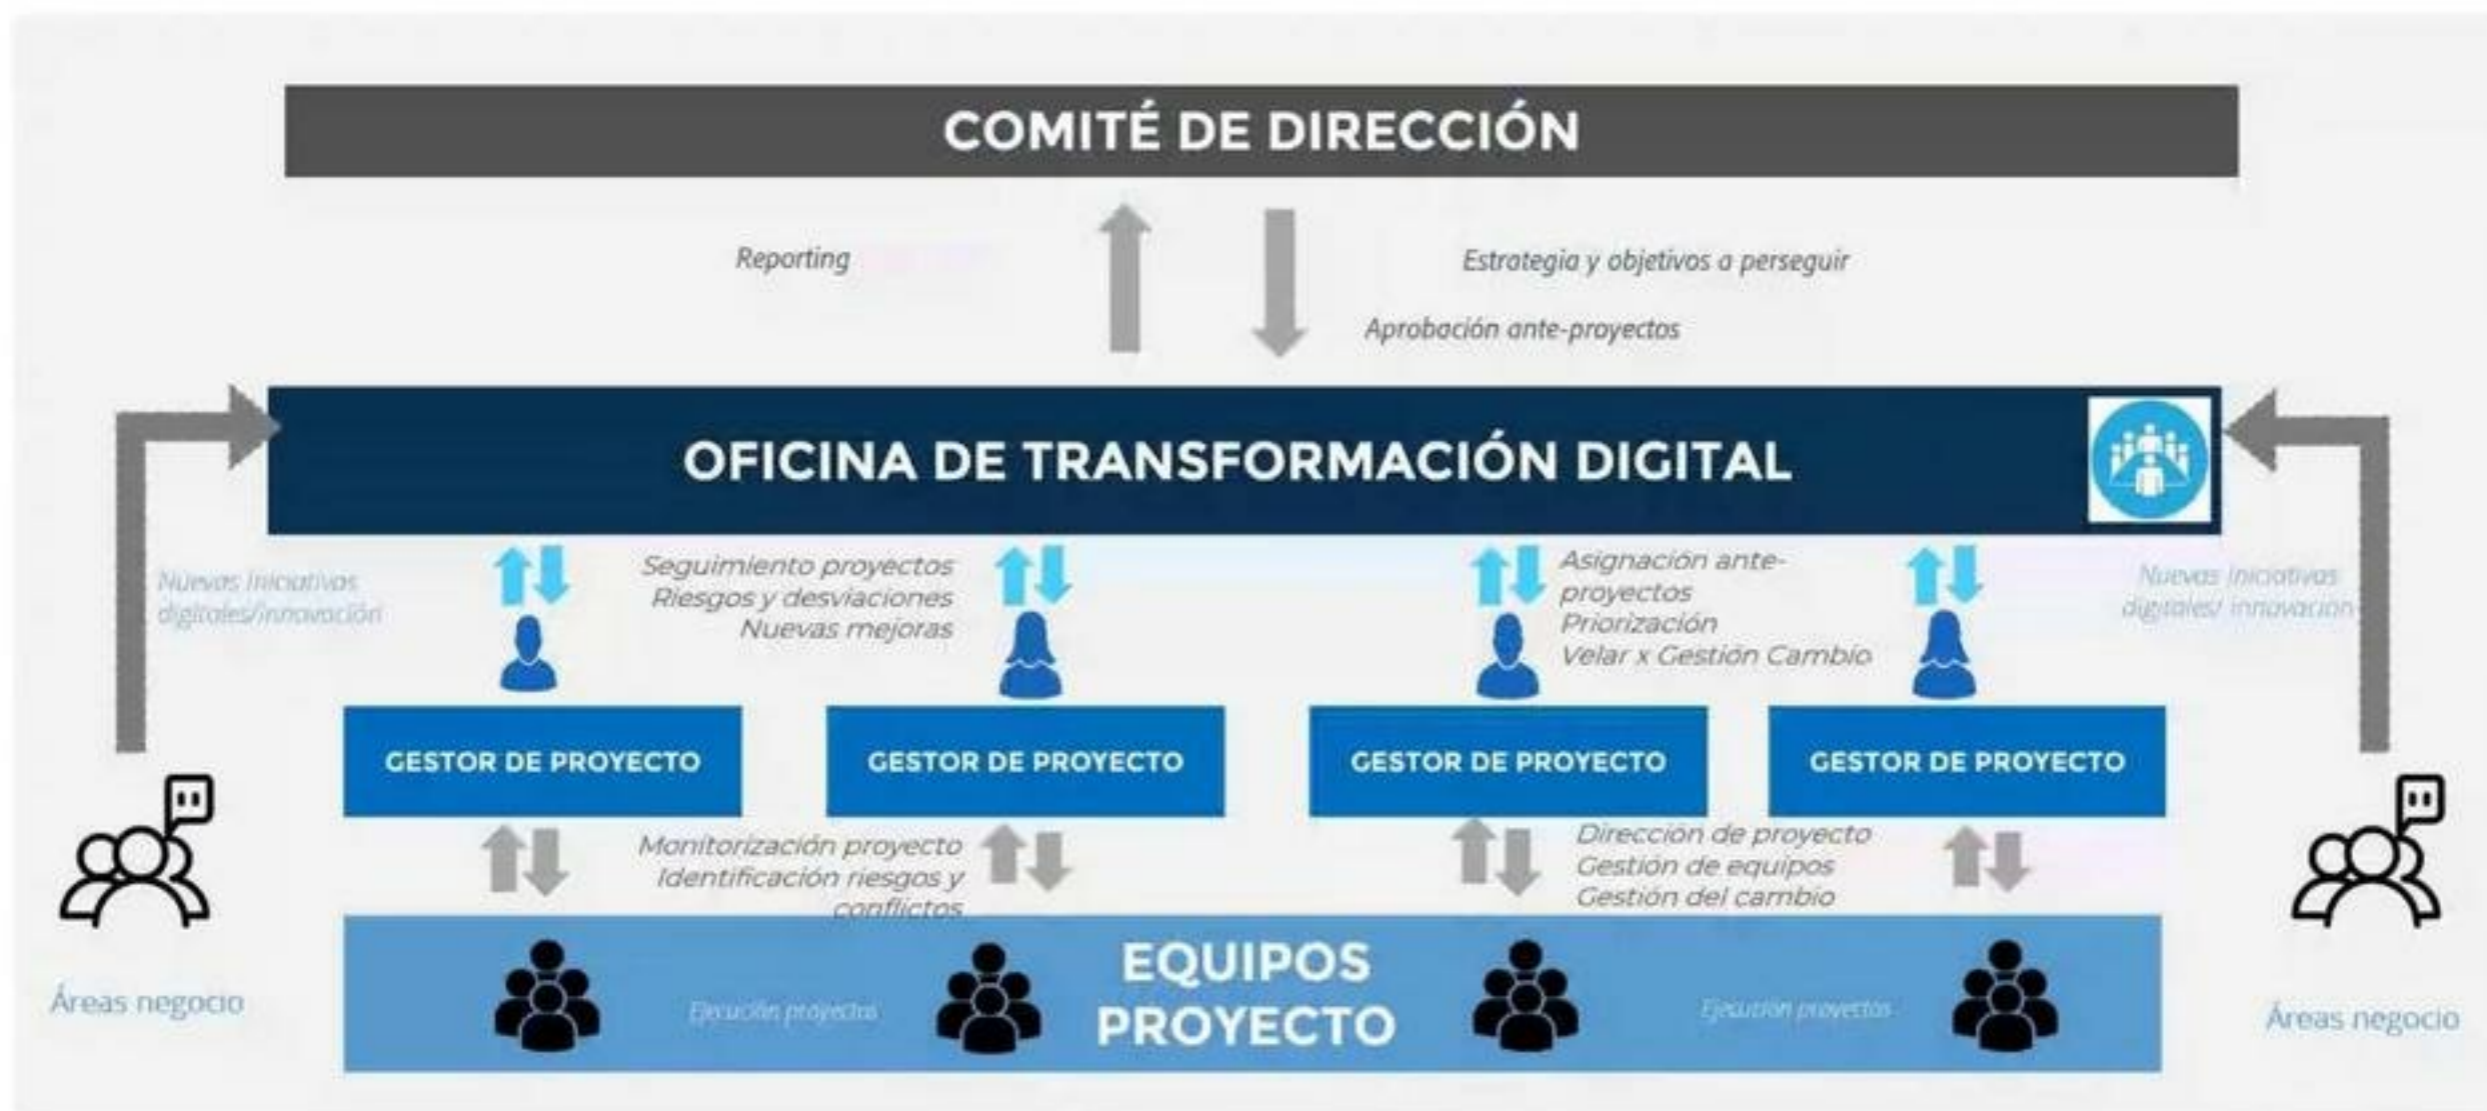 COMITÉ DE DIRECCIÓN
Reporting
Estrategia y objetivos a perseguir
Aprobación ante-proyectos
OFICINA DE TRANSFORMACIÓN DIGITAL
Nuevas Iniciativas
digitales/innovación
Seguimiento proyectos
Riesgos y desviaciones
Nuevas mejoras
Asignación ante-
proyectos
Priorización
Velar x Gestión Cambio
Nuevas Iniciativas
digitales/ innovación
GESTOR DE PROYECTO
GESTOR DE PROYECTO
GESTOR DE PROYECTO
GESTOR DE PROYECTO
Monitorización proyecto
Identificación riesgos y
conflictos
Dirección de proyecto
Gestión de equipos
Gestión del cambio
EQUIPOS
PROYECTO
Ejecución proyectos
Ejecución proyectos
Áreas negocio
Áreas negocio